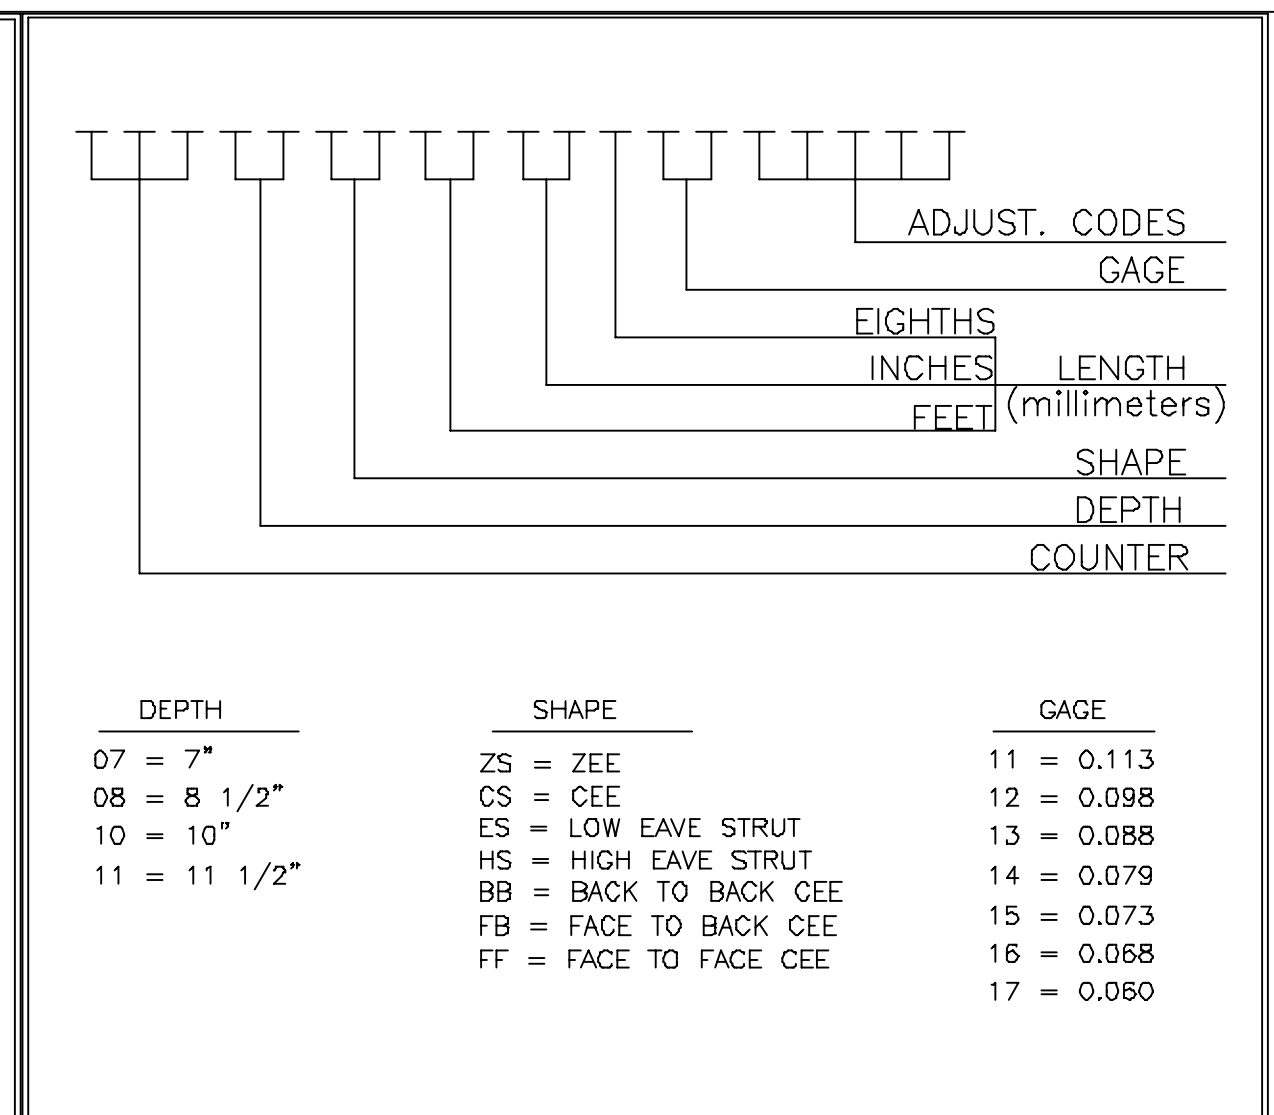 ADJUST. CODES
GAGE
EIGHTHS
INCHES LENGTH
(millimeters)
FEET
SHAPE
DEPTH
COUNTER
DEPTH
07 = 7"
08 = 8 1/2"
10 = 10"
11 = 11 1/2"
SHAPE
ZS = ZEE
CS = CEE
ES = LOW EAVE STRUT
HS = HIGH EAVE STRUT
BB = BACK TO BACK CEE
FB = FACE TO BACK CEE
FF = FACE TO FACE CEE
GAGE
11 = 0.113
12 = 0.098
13 = 0.088
14 = 0.079
15 = 0.073
16 = 0.068
17 = 0.060